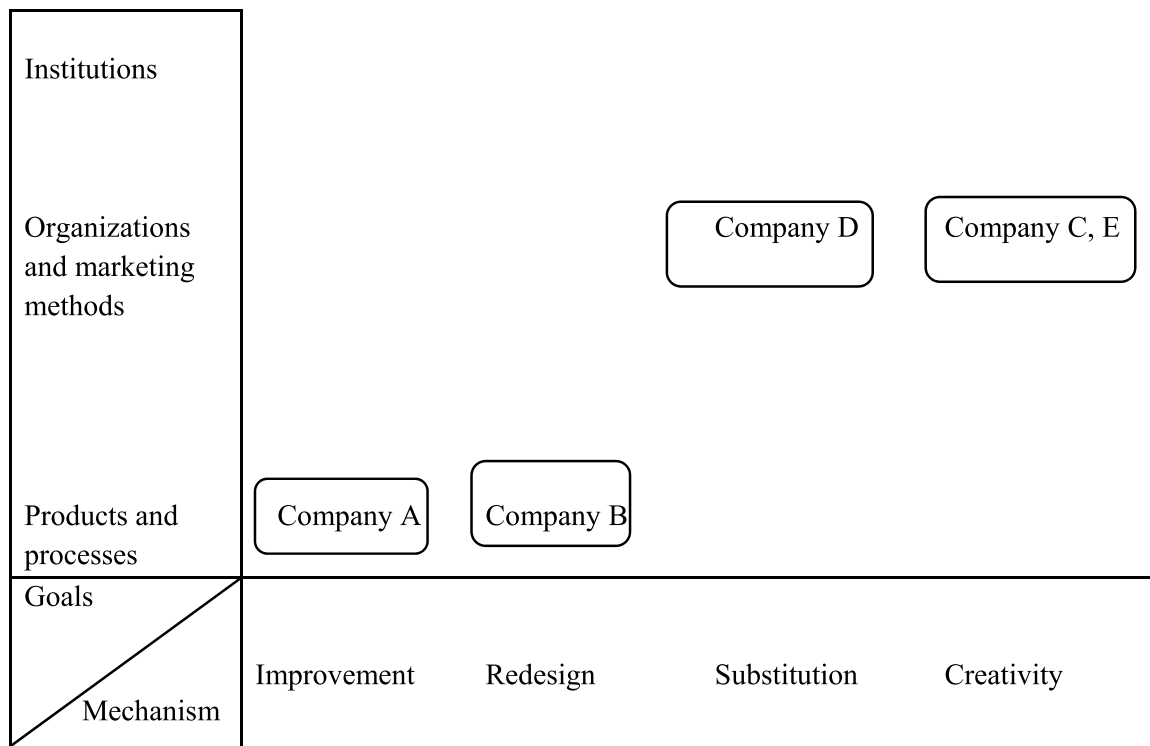 Institutions
Organizations
and marketing
methods
Company D
Company C, E
Products and
processes
Company A
Company B
Goals
Mechanism
Improvement
Redesign
Substitution
Creativity